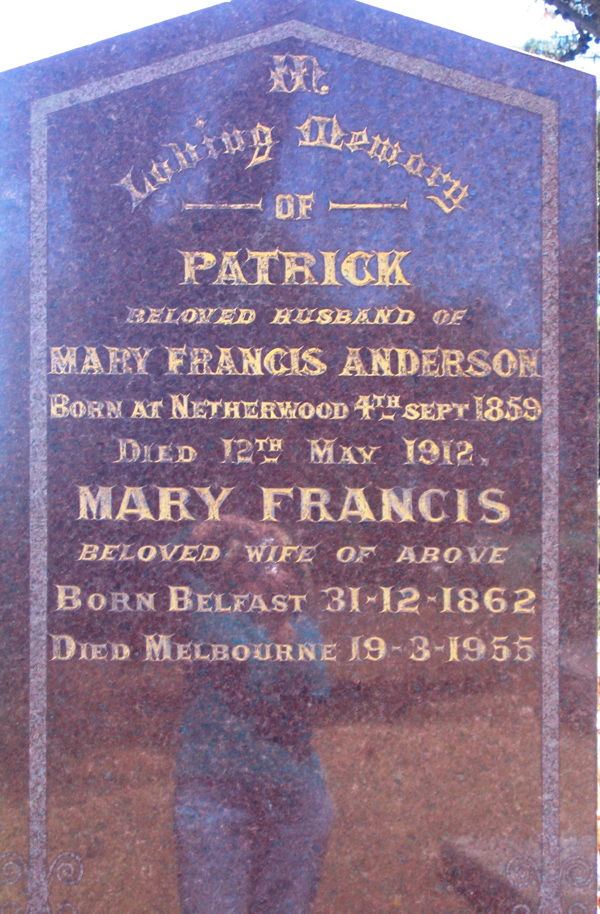 In
Loving Memory
— OF —
PATRICK
BELOVED HUSBAND OF
MARY FRANCIS ANDERSON
BORN AT NETHERWOOD 4TH SEPT 1859
DIED 12TH MAY 1912.
MARY FRANCIS
BELOVED WIFE OF ABOVE
BORN BELFAST 31-12-1862
DIED MELBOURNE 19-3-1955